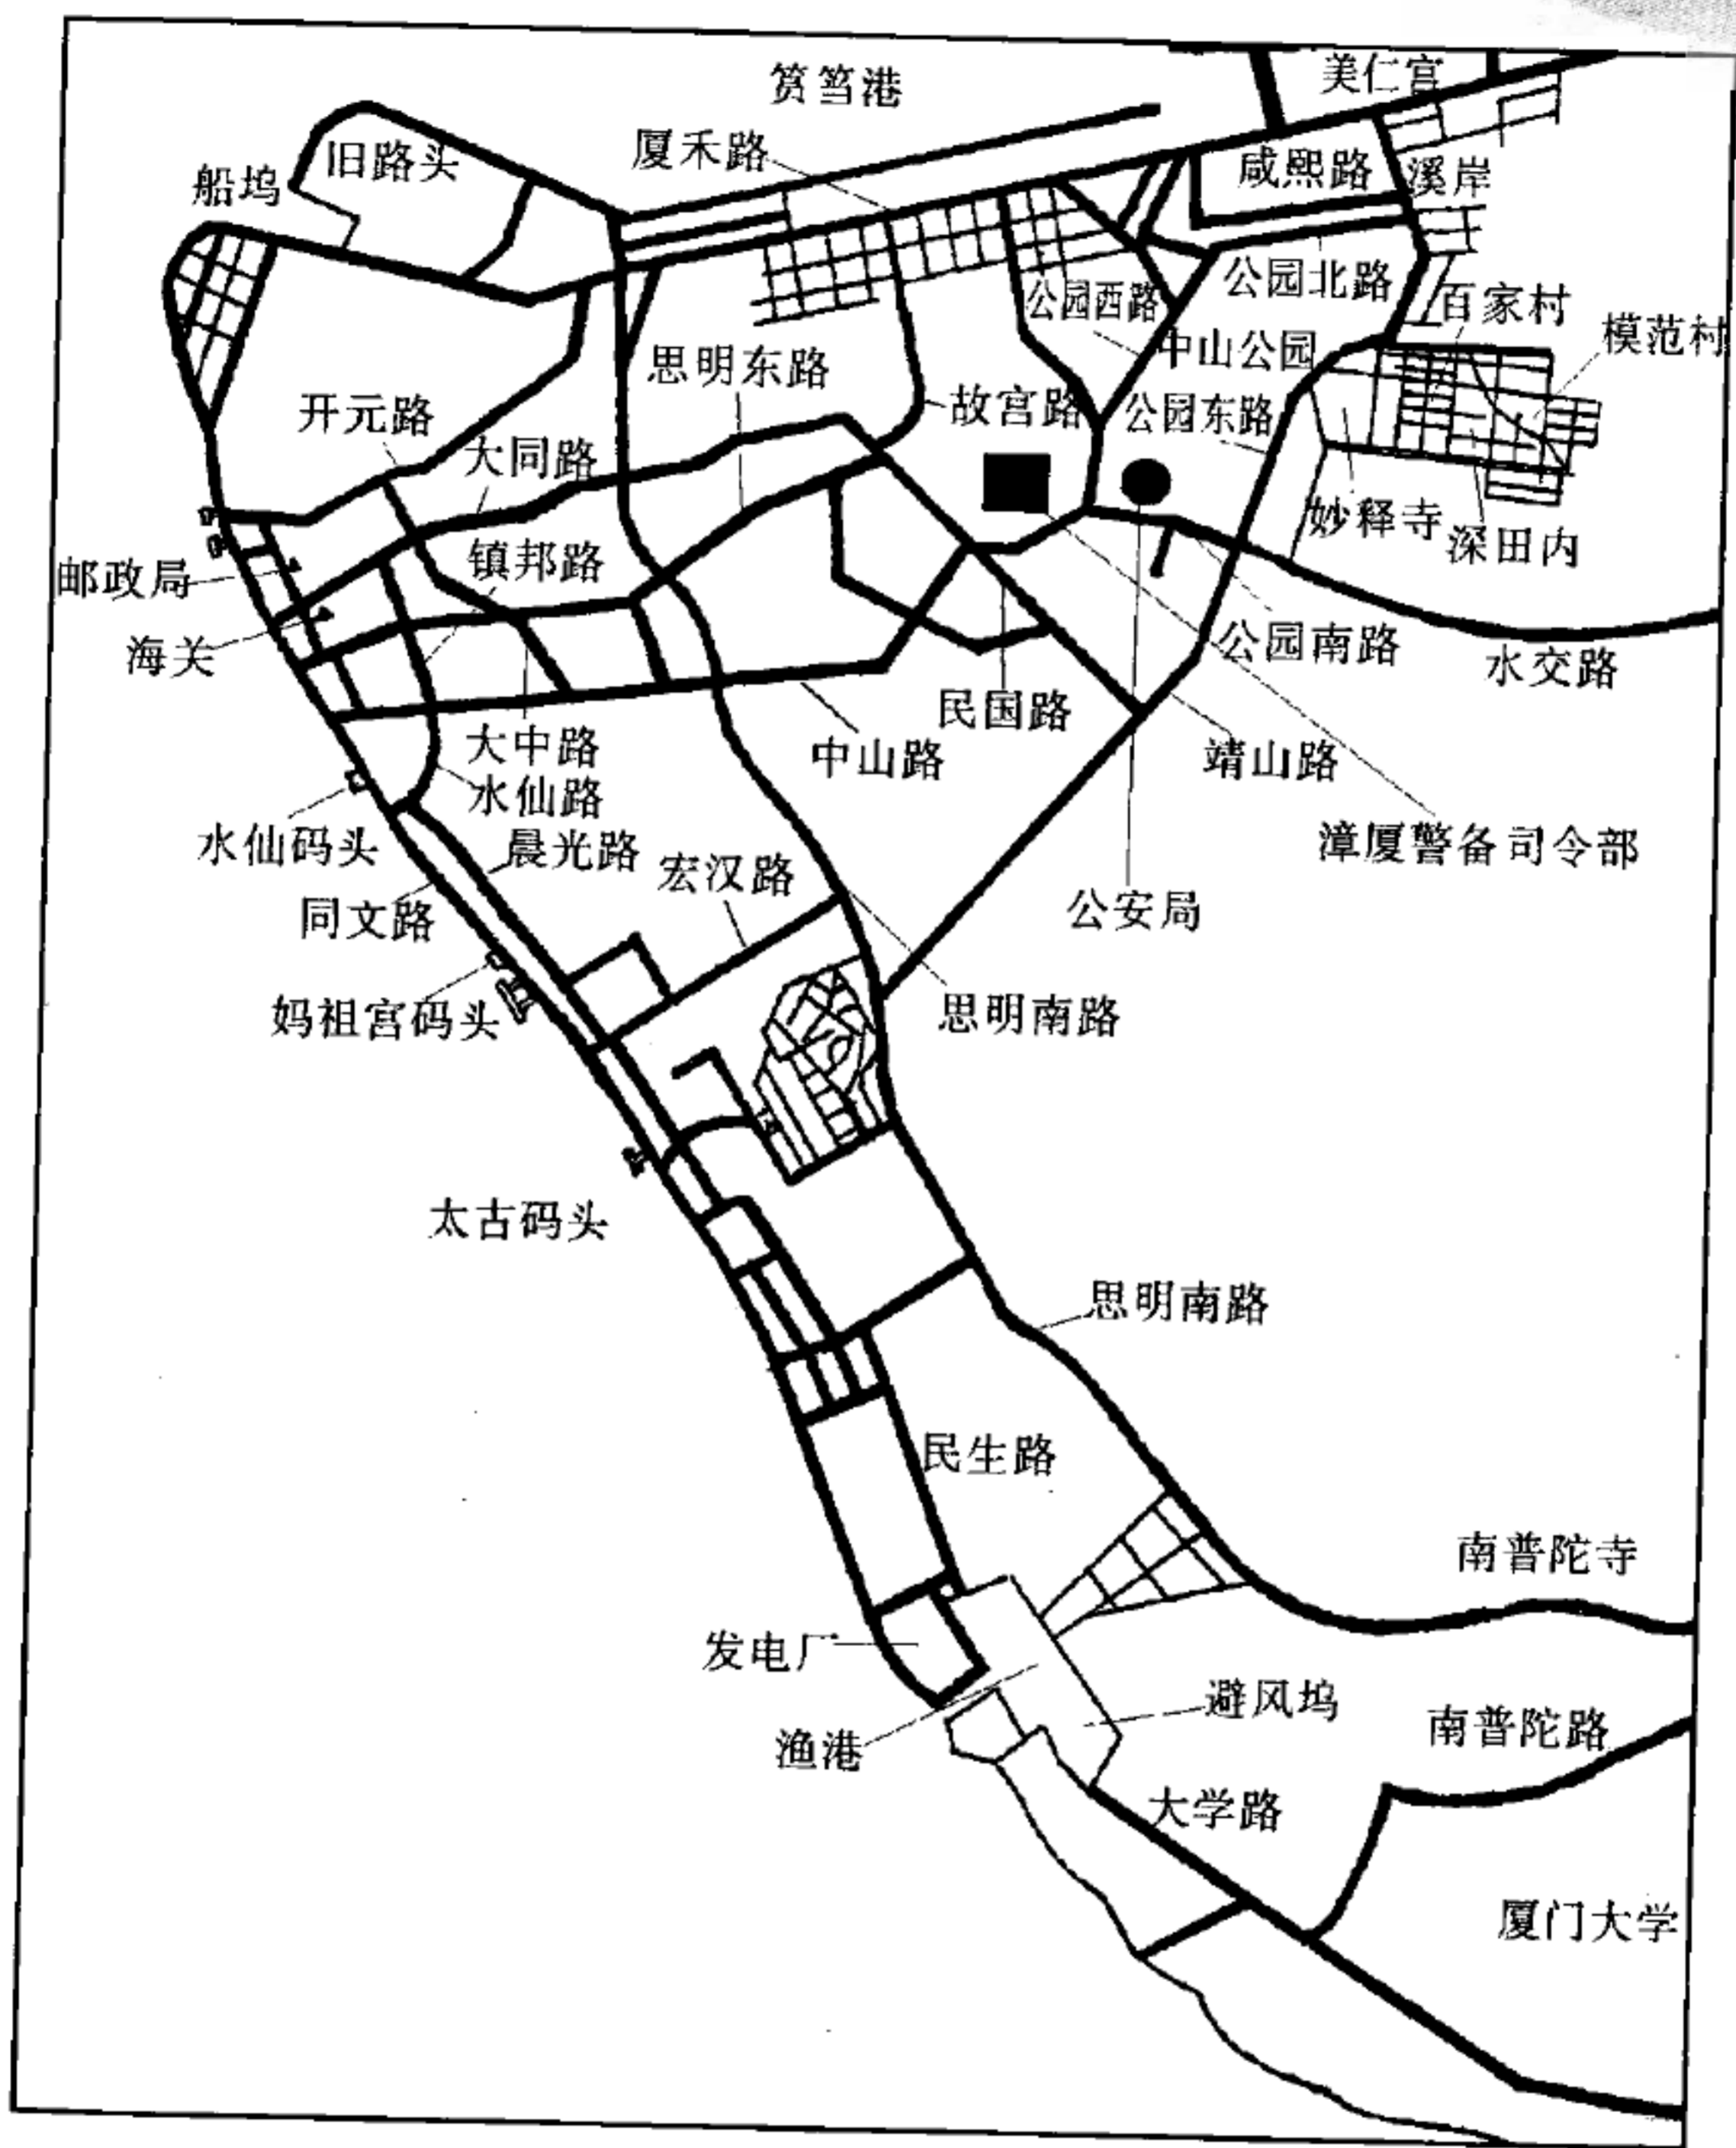 筼筜港
美仁宫
厦禾路
旧路头
船坞
咸熙路
溪岸
公园西路
公园北路
百家村
模范村
中山公园
思明东路
开元路
故宫路
公园东路
大同路
妙释寺
深田内
镇邦路
邮政局
海关
公园南路
水交路
民国路
大中路
中山路
靖山路
水仙路
水仙码头
晨光路
宏汉路
漳厦警备司令部
同文路
公安局
妈祖宫码头
思明南路
太古码头
思明南路
民生路
南普陀寺
发电厂
避风坞
渔港
南普陀路
大学路
厦门大学